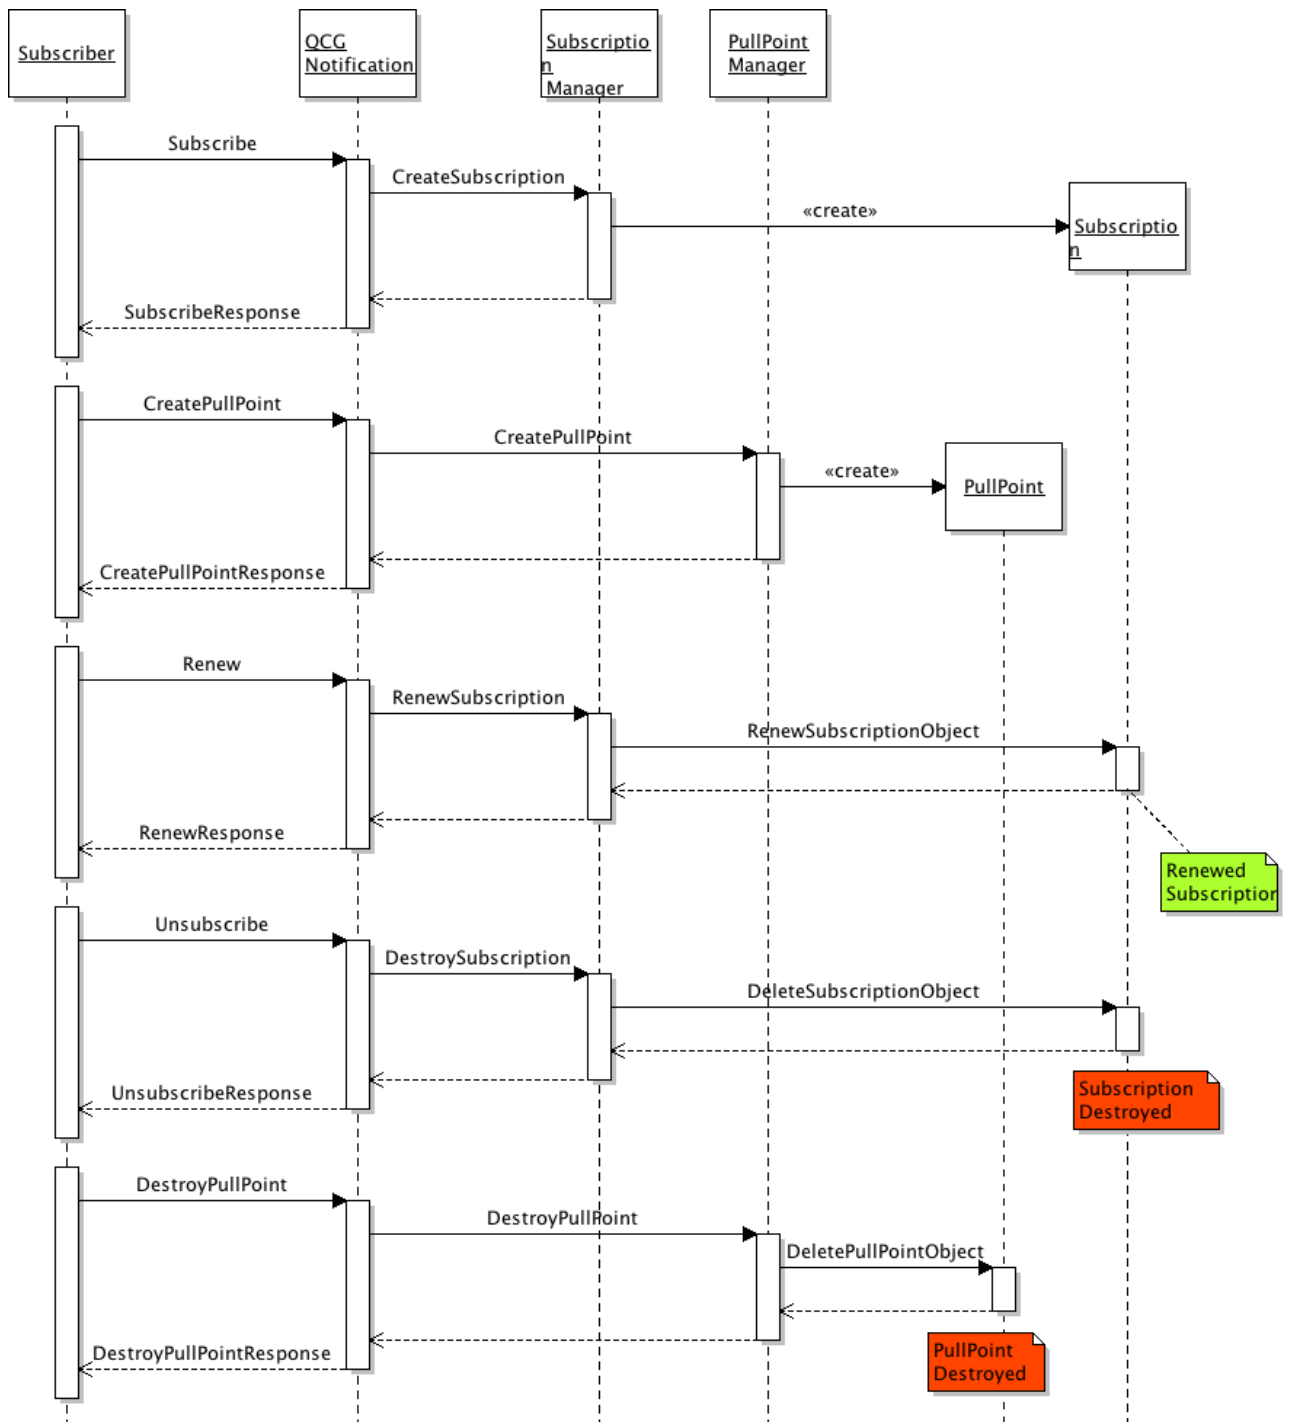 Subscriber
QCG
Notification
Subscriptio
n
Manager
PullPoint
Manager
Subscribe
CreateSubscription
«create»
Subscriptio
n
SubscribeResponse
CreatePullPoint
CreatePullPoint
«create»
PullPoint
CreatePullPointResponse
Renew
RenewSubscription
RenewSubscriptionObject
RenewResponse
Renewed
Subscription
Unsubscribe
DestroySubscription
DeleteSubscriptionObject
UnsubscribeResponse
Subscription
Destroyed
DestroyPullPoint
DestroyPullPoint
DeletePullPointObject
DestroyPullPointResponse
PullPoint
Destroyed